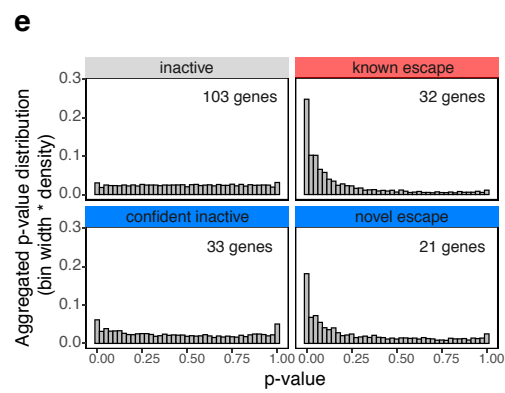 e
inactive
known escape
103 genes
32 genes
confident inactive
novel escape
33 genes
21 genes
0.3
0.2
0.1
0.0
0.3
0.2
0.1
0.0
0.00 0.25 0.50 0.75 1.00
0.00 0.25 0.50 0.75 1.00
p-value
Aggregated p-value distribution
(bin width * density)